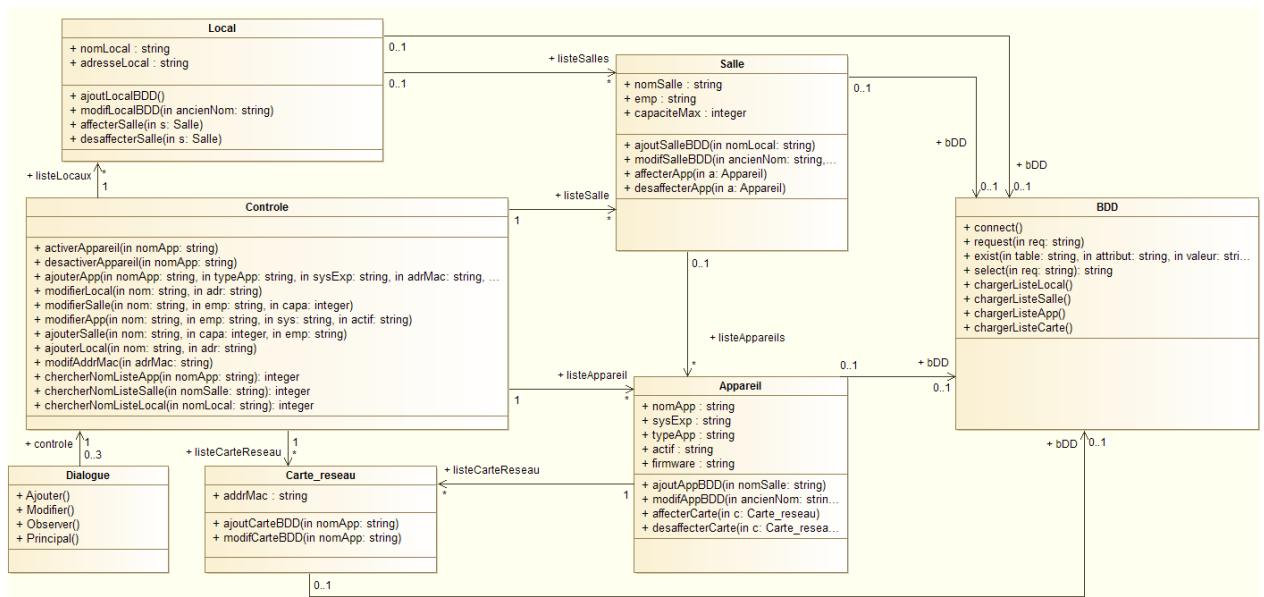 Local
+ nomLocal : string
+ adresseLocal : string
+ ajoutLocalBDD()
+ modifLocalBDD(in ancienNom: string)
+ affecterSalle(in s: Salle)
+ desaffecterSalle(in s: Salle)
0..1
0..1
+ listeSalles
*
Salle
+ nomSalle : string
+ emp : string
+ capaciteMax : integer
+ ajoutSalleBDD(in nomLocal: string)
+ modifSalleBDD(in ancienNom: string,...
+ affecterApp(in a: Appareil)
+ desaffecterApp(in a: Appareil)
0..1
+ bDD
+ bDD
0..1
0..1
+ listeLocaux
*
1
Controle
+ activerAppareil(in nomApp: string)
+ desactiverAppareil(in nomApp: string)
+ ajouterApp(in nomApp: string, in typeApp: string, in sysExp: string, in adrMac: string, ...
+ modifierLocal(in nom: string, in adr: string)
+ modifierSalle(in nom: string, in emp: string, in capa: integer)
+ modifierApp(in nom: string, in emp: string, in sys: string, in actif: string)
+ ajouterSalle(in nom: string, in capa: integer, in emp: string)
+ ajouterLocal(in nom: string, in adr: string)
+ modifAddrMac(in adrMac: string)
+ chercherNomListeApp(in nomApp: string): integer
+ chercherNomListeSalle(in nomSalle: string): integer
+ chercherNomListeLocal(in nomLocal: string): integer
+ listeSalle
1
*
BDD
+ connect()
+ request(in req: string)
+ exist(in table: string, in attribut: string, in valeur: stri...
+ select(in req: string): string
+ chargerListeLocal()
+ chargerListeSalle()
+ chargerListeApp()
+ chargerListeCarte()
0..1
+ listeAppareils
*
+ listeAppareil
1
*
0..1
+ bDD
0..1
Appareil
+ nomApp : string
+ sysExp : string
+ typeApp : string
+ actif : string
+ firmware : string
+ ajoutAppBDD(in nomSalle: string)
+ modifAppBDD(in ancienNom: strin...
+ affecterCarte(in c: Carte_reseau)
+ desaffecterCarte(in c: Carte_resea...
+ controle
1
0..3
+ listeCarteReseau
1
*
+ listeCarteReseau
*
1
+ bDD
0..1
Dialogue
+ Ajouter()
+ Modifier()
+ Observer()
+ Principal()
Carte_reseau
+ addrMac : string
+ ajoutCarteBDD(in nomApp: string)
+ modifCarteBDD(in nomApp: string)
0..1